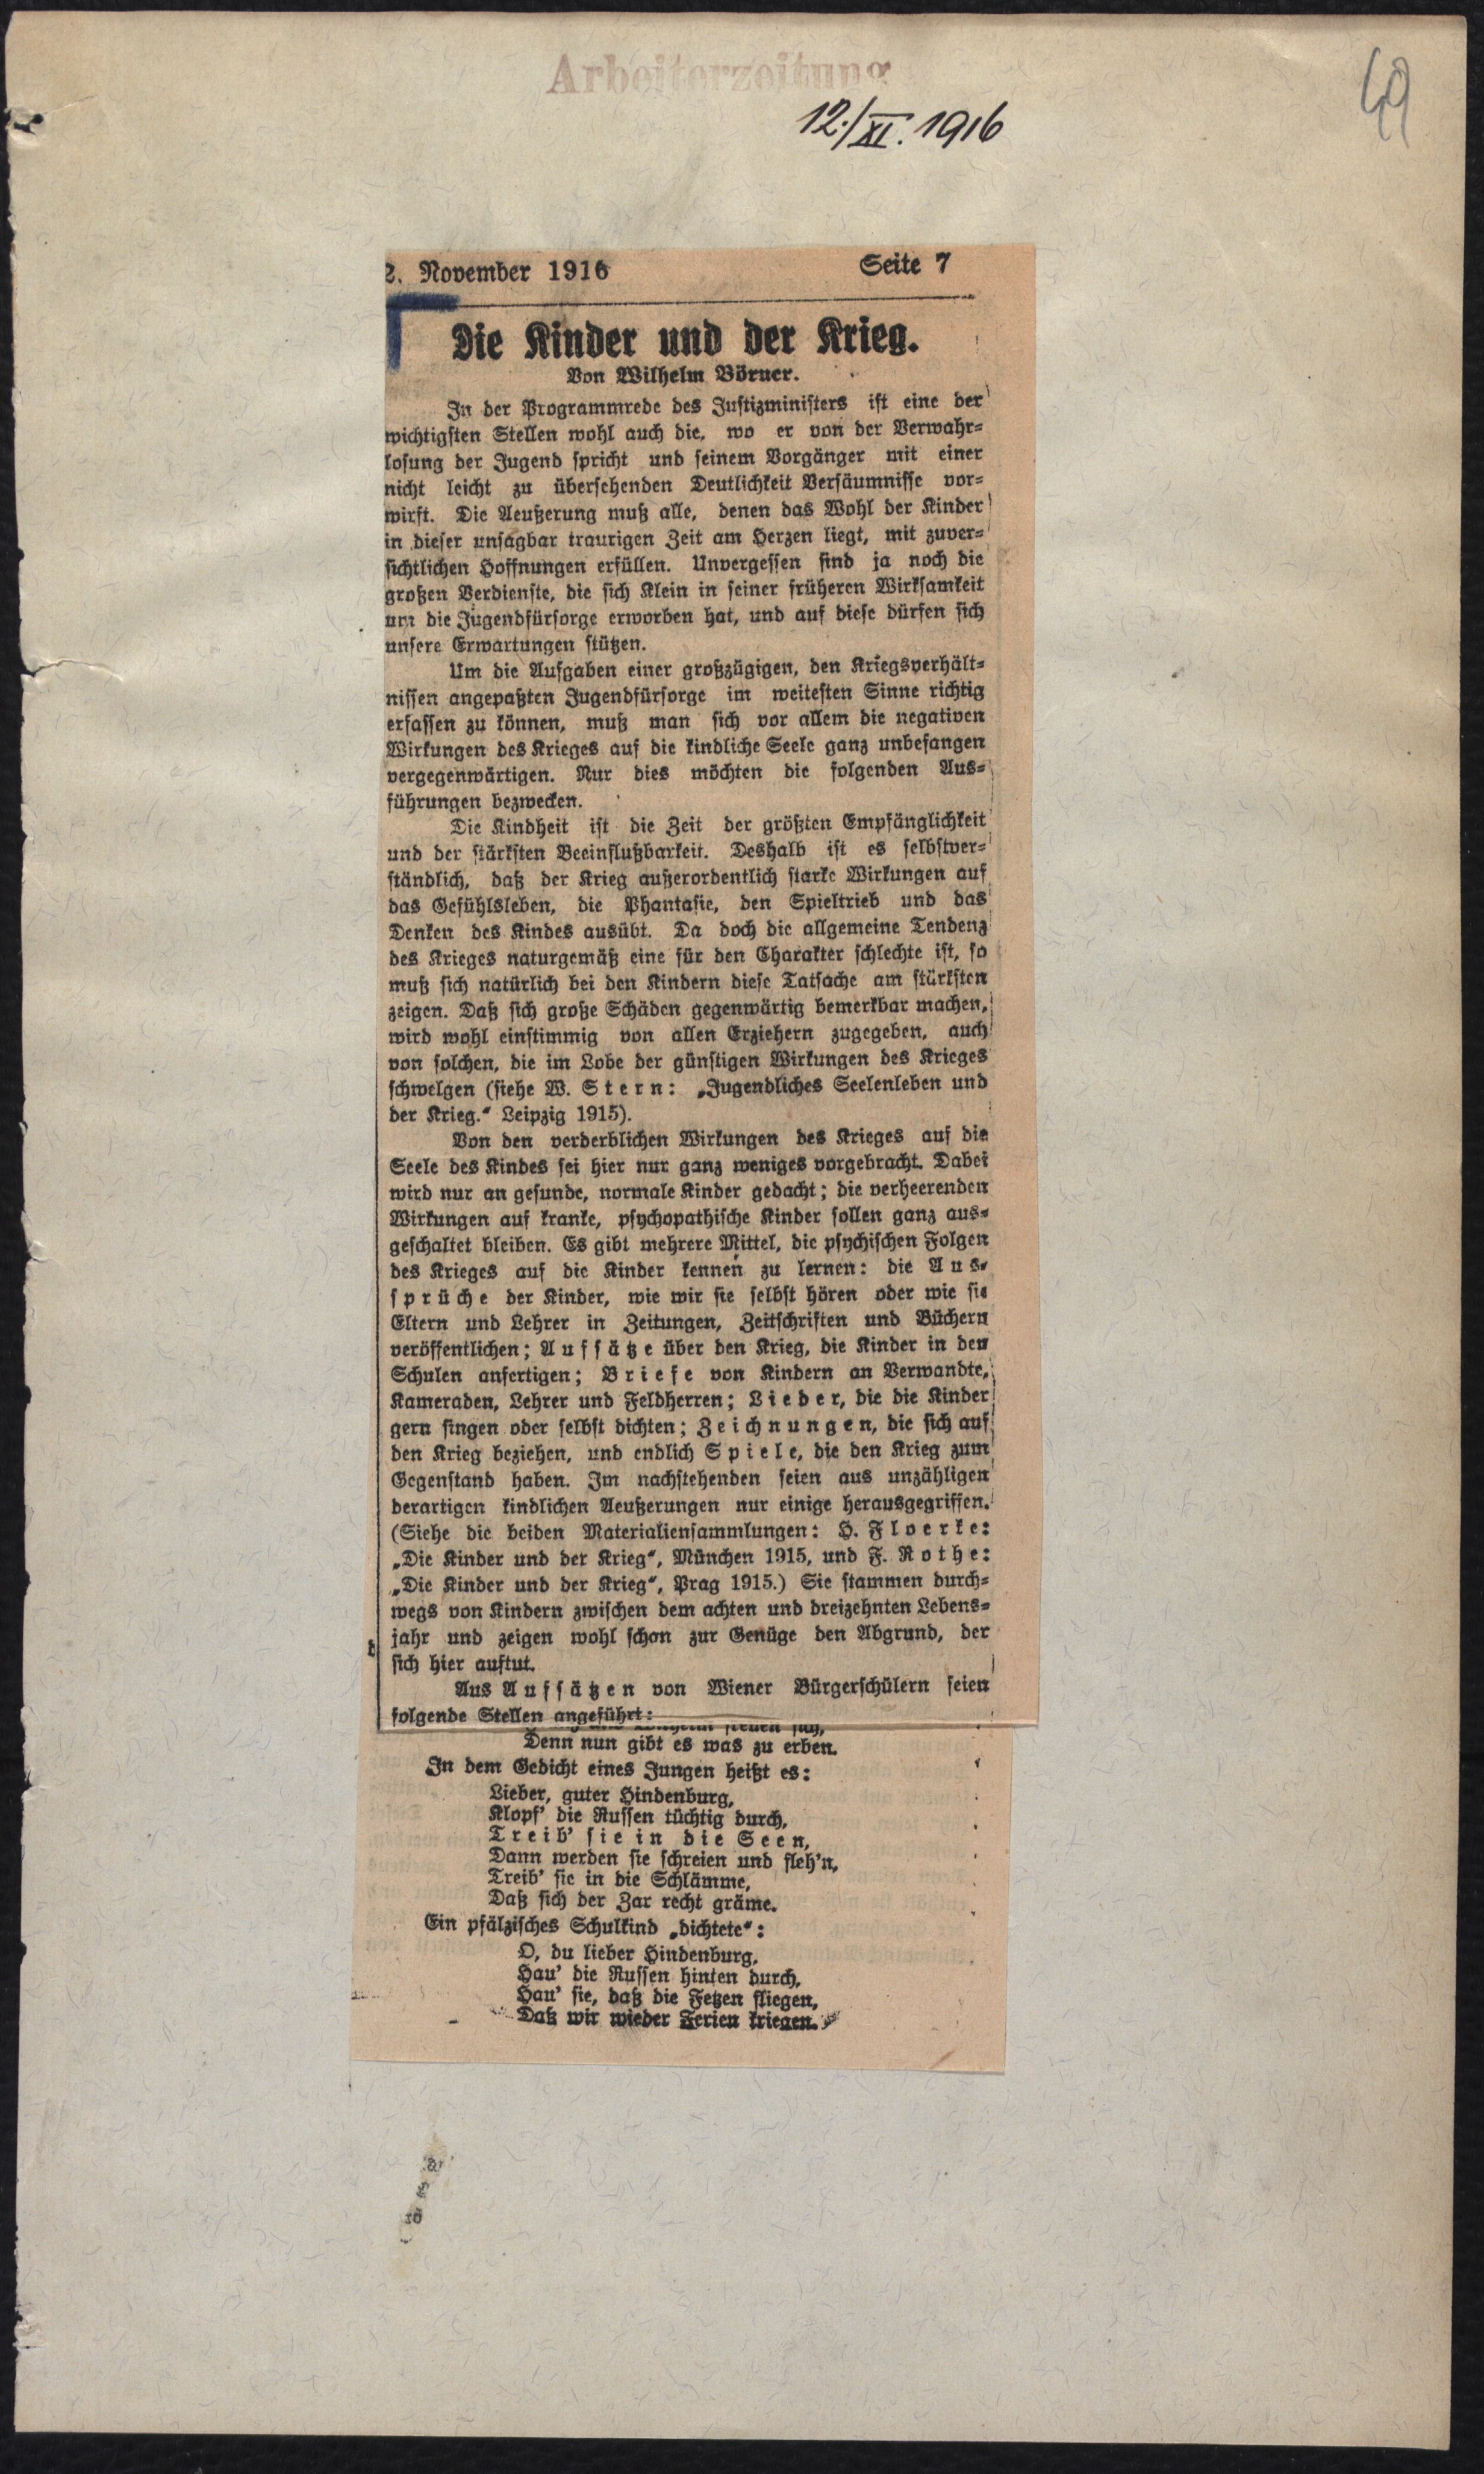 Arbeiterzeitung
49
12./XI. 1916
2. November 1916 Seite 7
Die Kinder und der Krieg.
Von Wilhelm Börner.
In der Programmrede des Justizministers ist eine der
wichtigsten Stellen wohl auch die, wo er von der Verwahr-
losung der Jugend spricht und seinem Vorgänger mit einer
nicht leicht zu übersehenden Deutlichkeit Versäumnisse vor-
wirft. Die Aeußerung muß alle, denen das Wohl der Kinder
in dieser unsagbar traurigen Zeit am Herzen liegt, mit zuver-
sichtlichen Hoffnungen erfüllen. Unvergessen sind ja noch die
großen Verdienste, die sich Klein in seiner früheren Wirksamkeit
um die Jugendfürsorge erworben hat, und auf diese dürfen sich
unsere Erwartungen stützen.
Um die Aufgaben einer großzügigen, den Kriegsverhält-
nissen angepaßten Jugendfürsorge im weitesten Sinne richtig
erfassen zu können, muß man sich vor allem die negativen
Wirkungen des Krieges auf die kindliche Seele ganz unbefangen
vergegenwärtigen. Nur dies möchten die folgenden Aus-
führungen bezwecken.
Die Kindheit ist die Zeit der größten Empfänglichkeit
und der stärksten Beeinflußbarkeit. Deshalb ist es selbstver-
ständlich, daß der Krieg außerordentlich starke Wirkungen auf
das Gefühlsleben, die Phantasie, den Spieltrieb und das
Denken des Kindes ausübt. Da doch die allgemeine Tendenz
des Krieges naturgemäß eine für den Charakter schlechte ist, so
muß sich natürlich bei den Kindern diese Tatsache am stärksten
zeigen. Daß sich große Schäden gegenwärtig bemerkbar machen,
wird wohl einstimmig von allen Erziehern zugegeben, auch
von solchen, die im Lobe der günstigen Wirkungen des Krieges
schwelgen (siehe W. Stern: „Jugendliches Seelenleben und
der Krieg.“ Leipzig 1915).
Von den verderblichen Wirkungen des Krieges auf die
Seele des Kindes sei hier nur ganz weniges vorgebracht. Dabei
wird nur an gesunde, normale Kinder gedacht; die verheerenden
Wirkungen auf kranke, psychopathische Kinder sollen ganz aus-
geschaltet bleiben. Es gibt mehrere Mittel, die psychischen Folgen
des Krieges auf die Kinder kennen zu lernen: die Aus-
sprüche der Kinder, wie wir sie selbst hören oder wie sie
Eltern und Lehrer in Zeitungen, Zeitschriften und Büchern
veröffentlichen; Aufsätze über den Krieg, die Kinder in den
Schulen anfertigen; Briefe von Kindern an Verwandte,
Kameraden, Lehrer und Feldherren; Lieder, die die Kinder
gern singen oder selbst dichten; Zeichnungen, die sich auf
den Krieg beziehen, und endlich Spiele, die den Krieg zum
Gegenstand haben. Im nachstehenden seien aus unzähligen
derartigen kindlichen Aeußerungen nur einige herausgegriffen.
(Siehe die beiden Materialiensammlungen: H. Floerke:
„Die Kinder und der Krieg“, München 1915, und F. Rothe:
„Die Kinder und der Krieg“, Prag 1915.) Sie stammen durch-
wegs von Kindern zwischen dem achten und dreizehnten Lebens-
jahr und zeigen wohl schon zur Genüge den Abgrund, der
sich hier auftut.
Aus Aufsätzen von Wiener Bürgerschülern seien
folgende Stellen angeführt:
Denn nun gibt es was zu erben.
In dem Gedicht eines Jungen heißt es:
Lieber, guter Hindenburg,
Klopf' die Russen tüchtig durch,
Treib' sie in die Seen,
Dann werden sie schreien und fleh'n,
Treib' sie in die Schlämme,
Daß sich der Zar recht gräme.
Ein pfälzisches Schulkind „dichtete“:
O, du lieber Hindenburg,
Hau' die Russen hinten durch,
Hau' sie, daß die Fetzen fliegen,
Daß wir wieder Ferien kriegen.